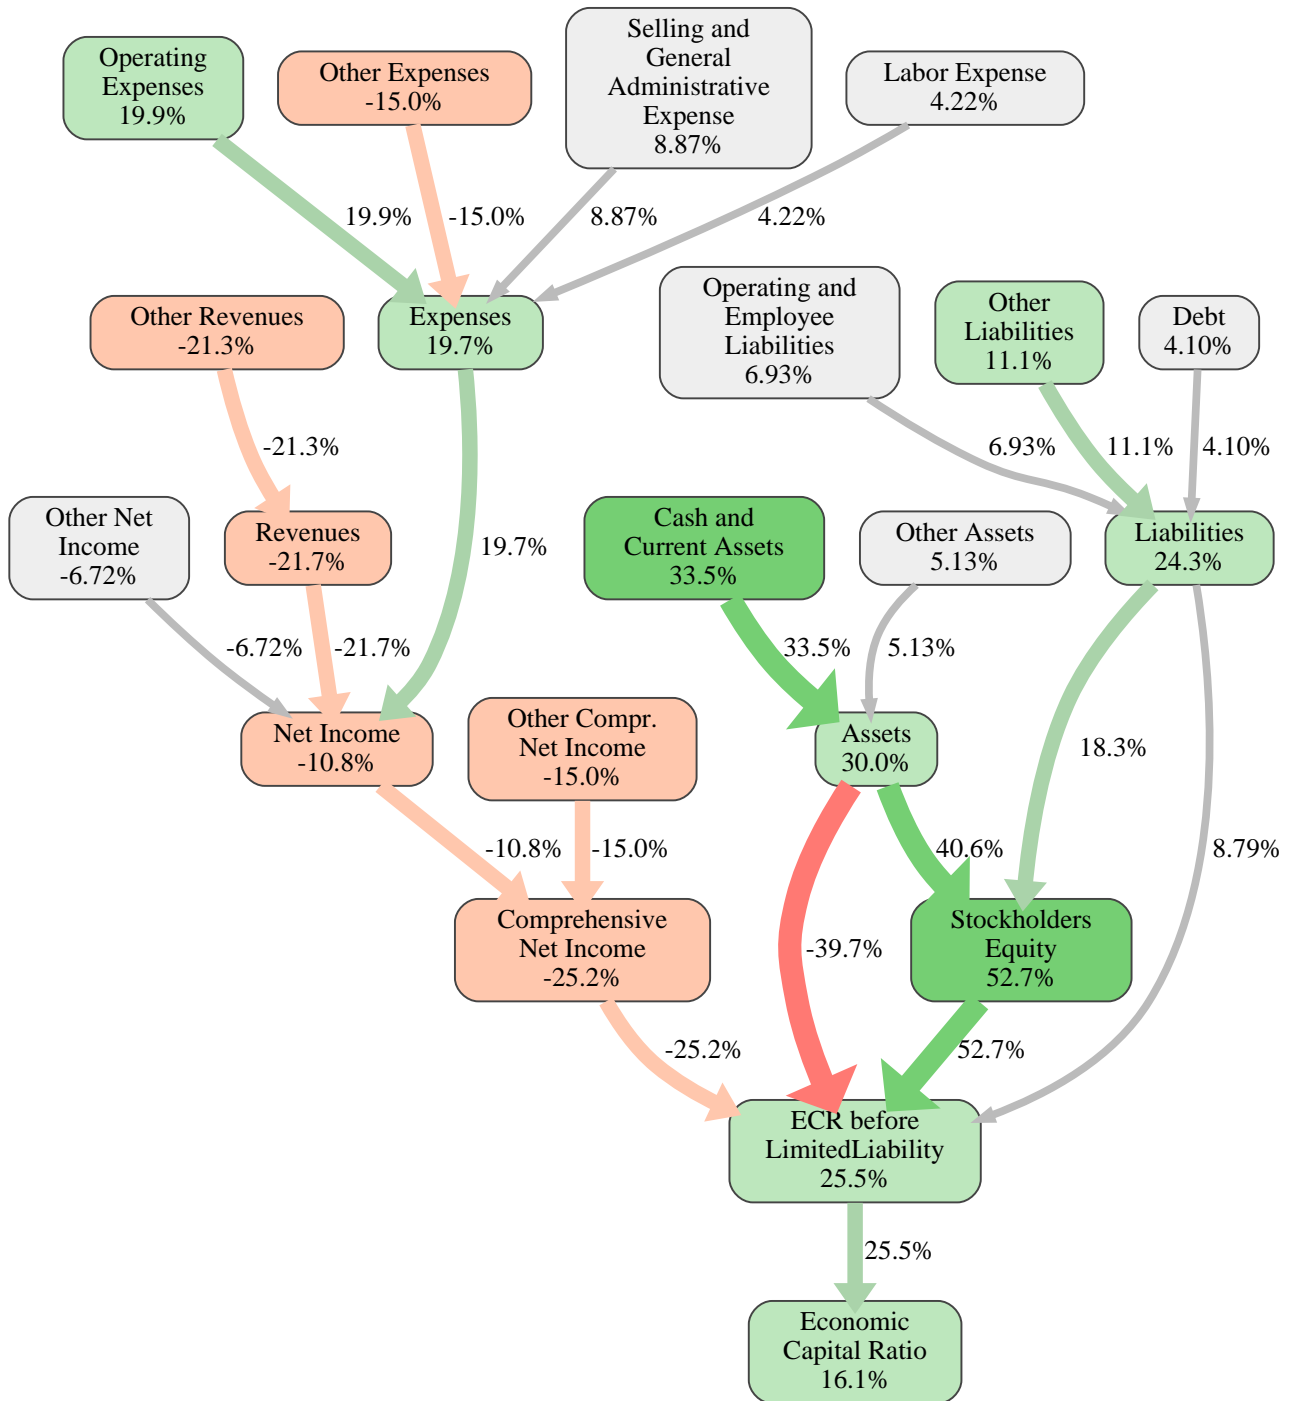 Operating
Expenses
19.9%
Other Expenses
-15.0%
Selling and
General
Administrative
Expense
8.87%
Labor Expense
4.22%
19.9%
-15.0%
8.87%
4.22%
Other Revenues
-21.3%
Expenses
19.7%
Operating and
Employee
Liabilities
6.93%
Other
Liabilities
11.1%
Debt
4.10%
-21.3%
6.93%
11.1%
4.10%
Other Net
Income
-6.72%
Revenues
-21.7%
19.7%
Cash and
Current Assets
33.5%
Other Assets
5.13%
Liabilities
24.3%
-6.72%
-21.7%
33.5%
5.13%
Net Income
-10.8%
Other Compr.
Net Income
-15.0%
Assets
30.0%
18.3%
-10.8%
-15.0%
40.6%
8.79%
Comprehensive
Net Income
-25.2%
-39.7%
Stockholders
Equity
52.7%
-25.2%
52.7%
ECR before
LimitedLiability
25.5%
25.5%
Economic
Capital Ratio
16.1%